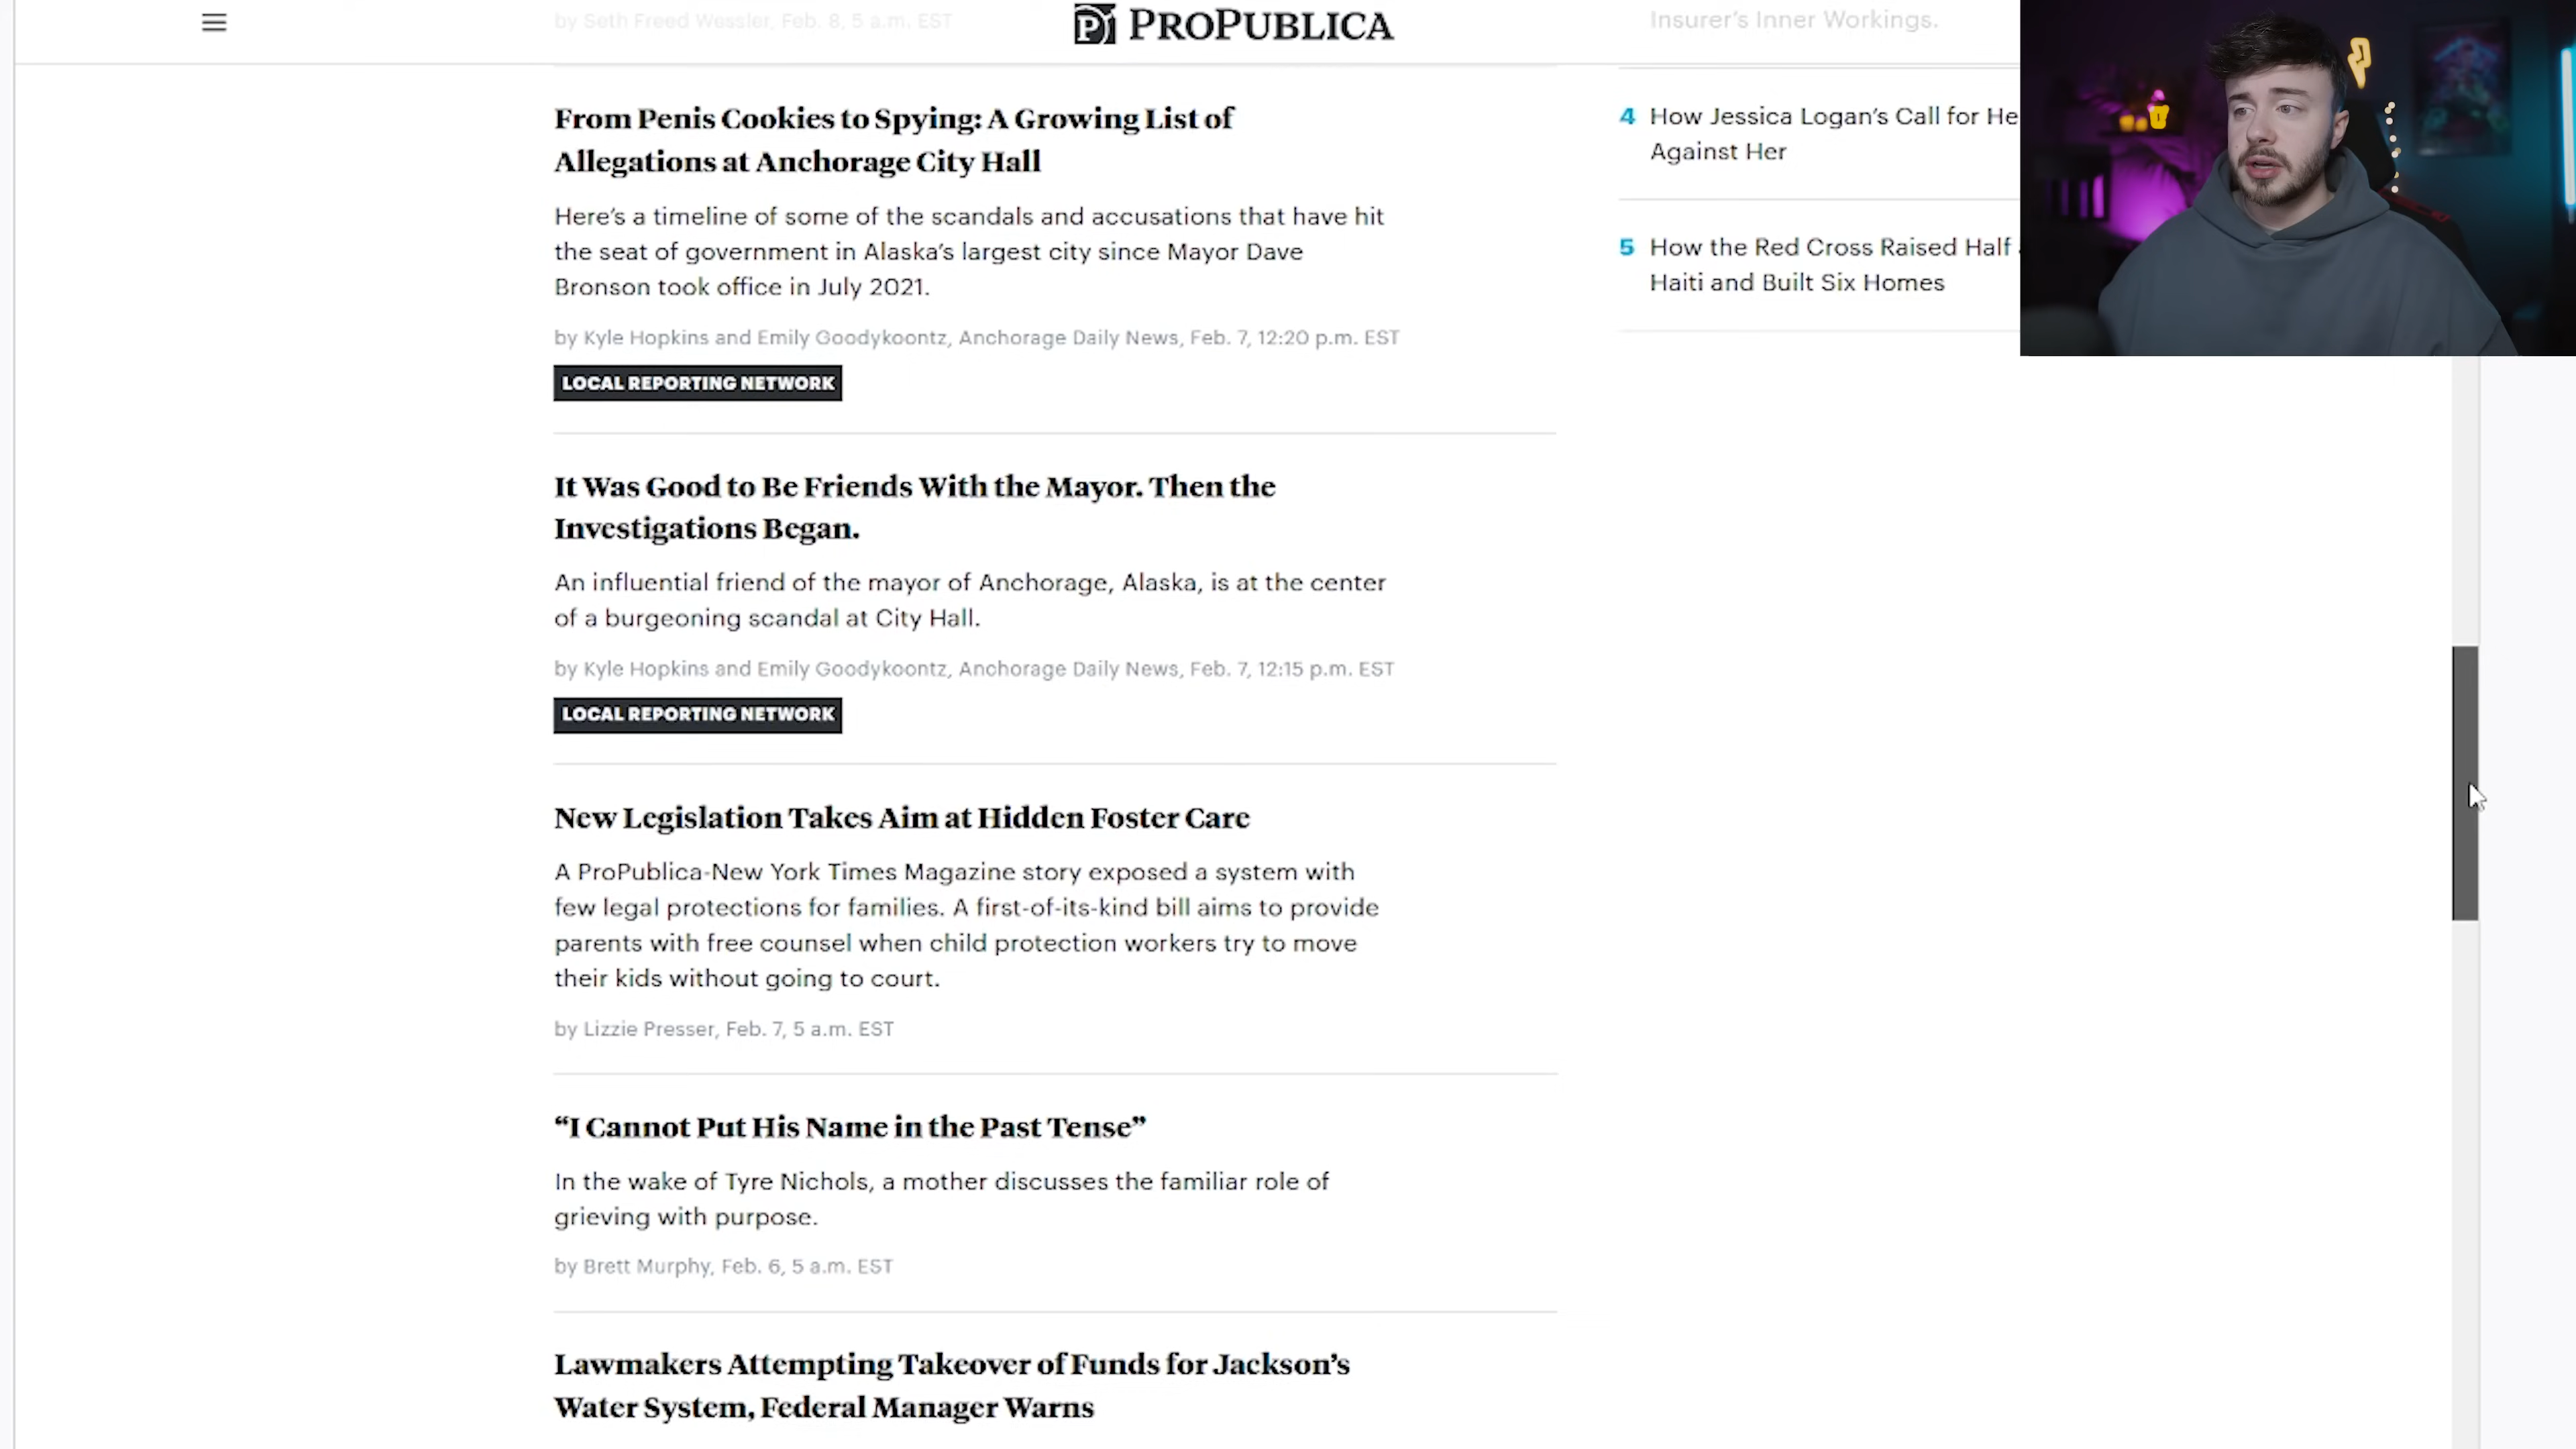 by Seth Freed Wessler, Feb. 8, 5 a.m. EST
PROPUBLICA
Insurer's Inner Workings.
From Penis Cookies to Spying: A Growing List of
Allegations at Anchorage City Hall
Here's a timeline of some of the scandals and accusations that have hit
the seat of government in Alaska's largest city since Mayor Dave
Bronson took office in July 2021.
by Kyle Hopkins and Emily Goodykoontz, Anchorage Daily News, Feb. 7, 12:20 p.m. EST
LOCAL REPORTING NETWORK
It Was Good to Be Friends With the Mayor. Then the
Investigations Began.
An influential friend of the mayor of Anchorage, Alaska, is at the center
of a burgeoning scandal at City Hall.
by Kyle Hopkins and Emily Goodykoontz, Anchorage Daily News, Feb. 7, 12:15 p.m. EST
LOCAL REPORTING NETWORK
New Legislation Takes Aim at Hidden Foster Care
A ProPublica-New York Times Magazine story exposed a system with
few legal protections for families. A first-of-its-kind bill aims to provide
parents with free counsel when child protection workers try to move
their kids without going to court.
by Lizzie Presser, Feb. 7, 5 a.m. EST
“I Cannot Put His Name in the Past Tense”
In the wake of Tyre Nichols, a mother discusses the familiar role of
grieving with purpose.
by Brett Murphy, Feb. 6, 5 a.m. EST
Lawmakers Attempting Takeover of Funds for Jackson's
Water System, Federal Manager Warns
4 How Jessica Logan's Call for He
Against Her
5 How the Red Cross Raised Half
Haiti and Built Six Homes